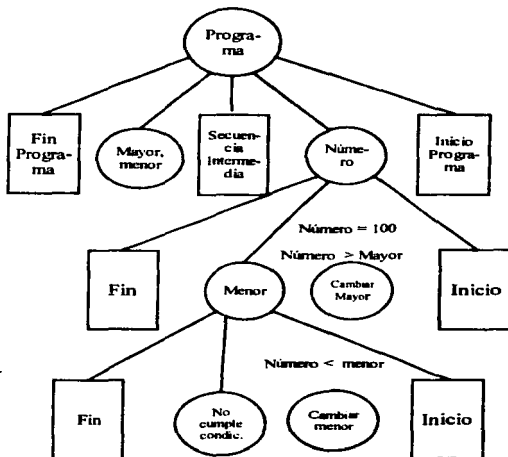 Progra-
ma
Fin
Progra-
ma
Mayor,
menor
Secuen-
cia
Interme-
dia
Núme-
ro
Inicio
Progra-
ma
Número = 100
Número > Mayor
Fin
Menor
Cambiar
Mayor
Inicio
Número < menor
Fin
No
cumple
condic.
Cambiar
menor
Inicio